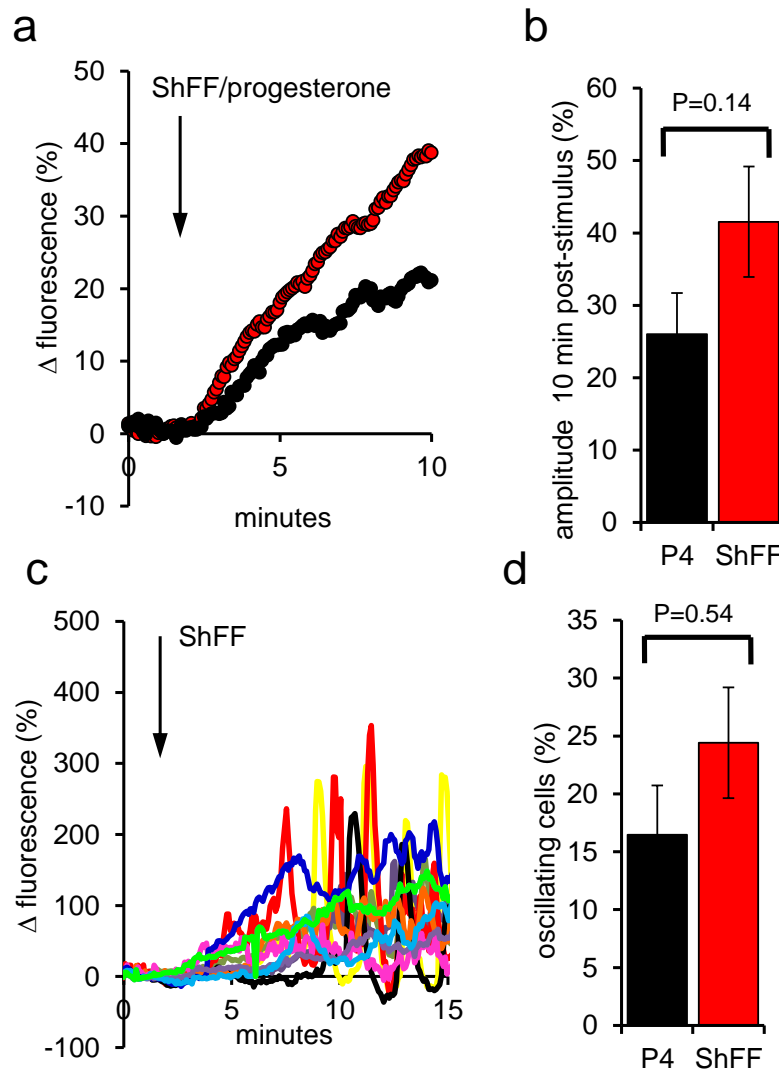 a
50
40
30
20
10
0
-10
Δ fluorescence (%)
ShFF/progesterone
0
5
10
minutes
b
60
50
40
30
20
10
0
amplitude 10 min post-stimulus (%)
P=0.14
P4
ShFF
c
500
400
300
200
100
0
-100
Δ fluorescence (%)
ShFF
0
5
10
15
minutes
d
35
30
25
20
15
10
5
0
oscillating cells (%)
P=0.54
P4
ShFF